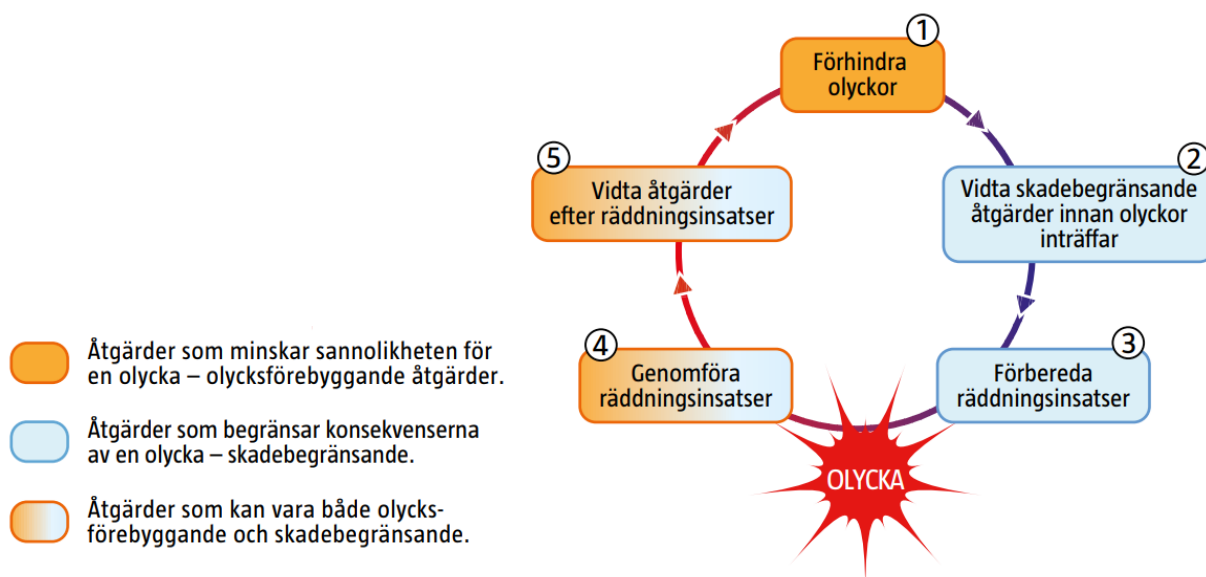 ①
Förhindra
olyckor
②
Vidta skadebegränsande
åtgärder innan olyckor
inträffar
③
Förbereda
räddningsinsatser
OLYCKA
④
Genomföra
räddningsinsatser
⑤
Vidta åtgärder
efter räddningsinsatser
Åtgärder som minskar sannolikheten för
en olycka – olycksförebyggande åtgärder.
Åtgärder som begränsar konsekvenserna
av en olycka – skadebegränsande.
Åtgärder som kan vara både olycks-
förebyggande och skadebegränsande.